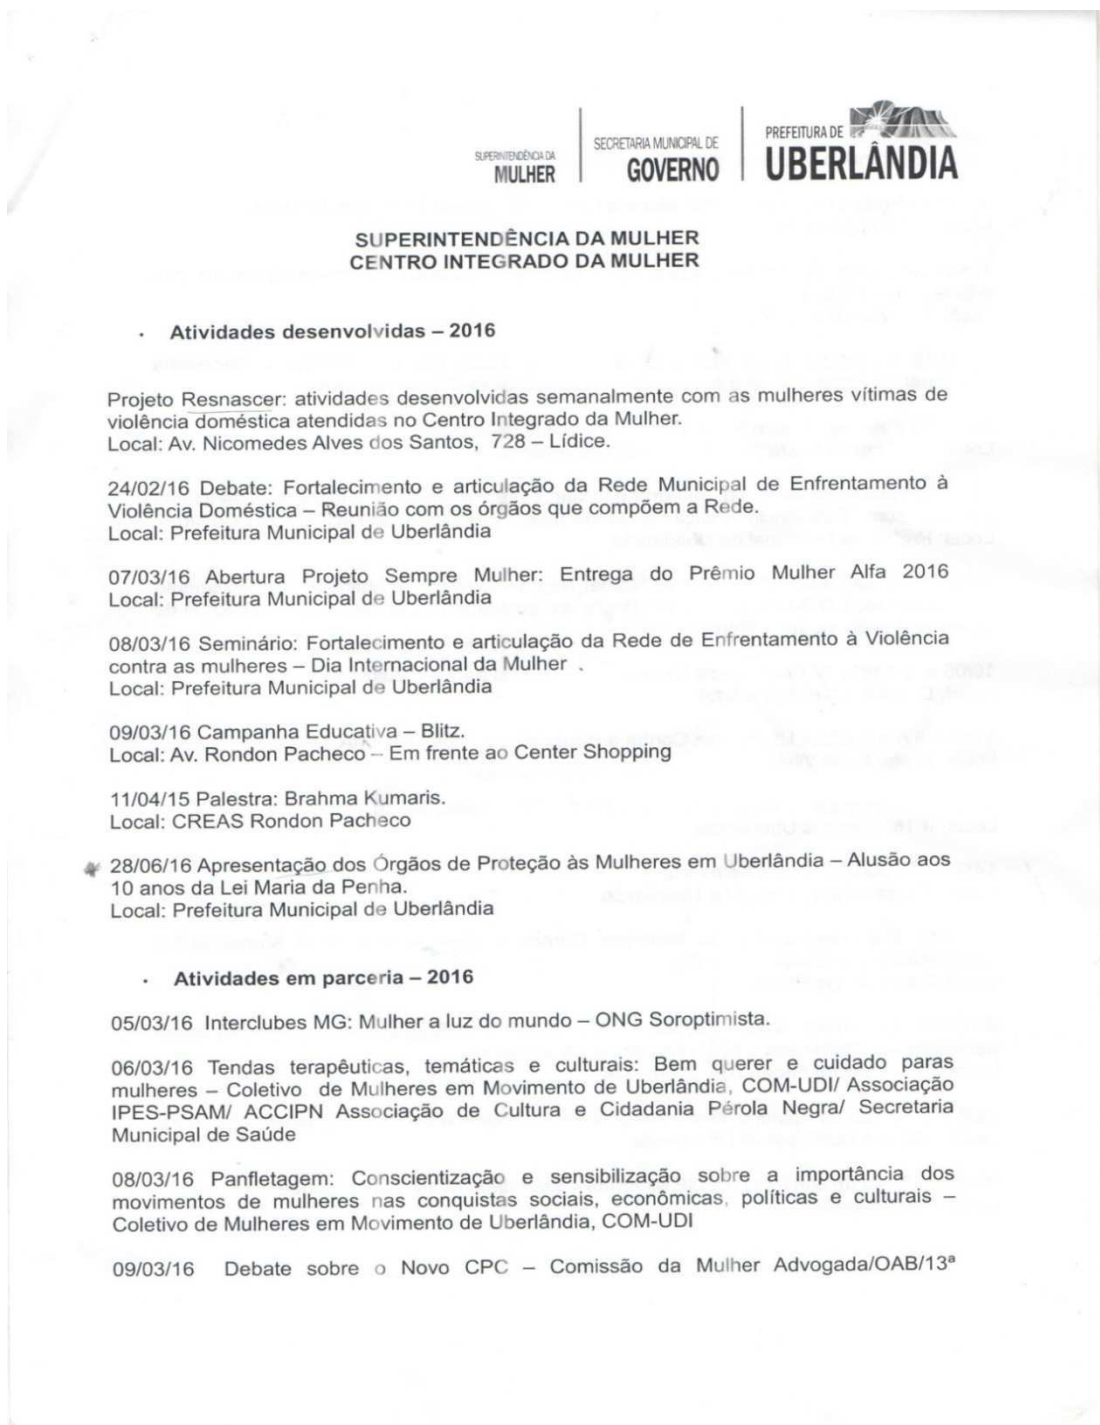 SUPERINTENDÊNCIA DA
MULHER
SECRETARIA MUNICIPAL DE
GOVERNO
PREFEITURA DE
UBERLÂNDIA
SUPERINTENDÊNCIA DA MULHER
CENTRO INTEGRADO DA MULHER
· Atividades desenvolvidas – 2016
Projeto Resnascer: atividades desenvolvidas semanalmente com as mulheres vítimas de
violência doméstica atendidas no Centro Integrado da Mulher.
Local: Av. Nicomedes Alves dos Santos, 728 – Lídice.
24/02/16 Debate: Fortalecimento e articulação da Rede Municipal de Enfrentamento à
Violência Doméstica – Reunião com os órgãos que compõem a Rede.
Local: Prefeitura Municipal de Uberlândia
07/03/16 Abertura Projeto Sempre Mulher: Entrega do Prêmio Mulher Alfa 2016
Local: Prefeitura Municipal de Uberlândia
08/03/16 Seminário: Fortalecimento e articulação da Rede de Enfrentamento à Violência
contra as mulheres – Dia Internacional da Mulher .
Local: Prefeitura Municipal de Uberlândia
09/03/16 Campanha Educativa – Blitz.
Local: Av. Rondon Pacheco – Em frente ao Center Shopping
11/04/15 Palestra: Brahma Kumaris.
Local: CREAS Rondon Pacheco
28/06/16 Apresentação dos Órgãos de Proteção às Mulheres em Uberlândia – Alusão aos
10 anos da Lei Maria da Penha.
Local: Prefeitura Municipal de Uberlândia
· Atividades em parceria – 2016
05/03/16 Interclubes MG: Mulher a luz do mundo – ONG Soroptimista.
06/03/16 Tendas terapêuticas, temáticas e culturais: Bem querer e cuidado paras
mulheres – Coletivo de Mulheres em Movimento de Uberlândia, COM-UDI/ Associação
IPES-PSAM/ ACCIPN Associação de Cultura e Cidadania Pérola Negra/ Secretaria
Municipal de Saúde
08/03/16 Panfletagem: Conscientização e sensibilização sobre a importância dos
movimentos de mulheres nas conquistas sociais, econômicas, políticas e culturais –
Coletivo de Mulheres em Movimento de Uberlândia, COM-UDI
09/03/16 Debate sobre o Novo CPC – Comissão da Mulher Advogada/OAB/13ª